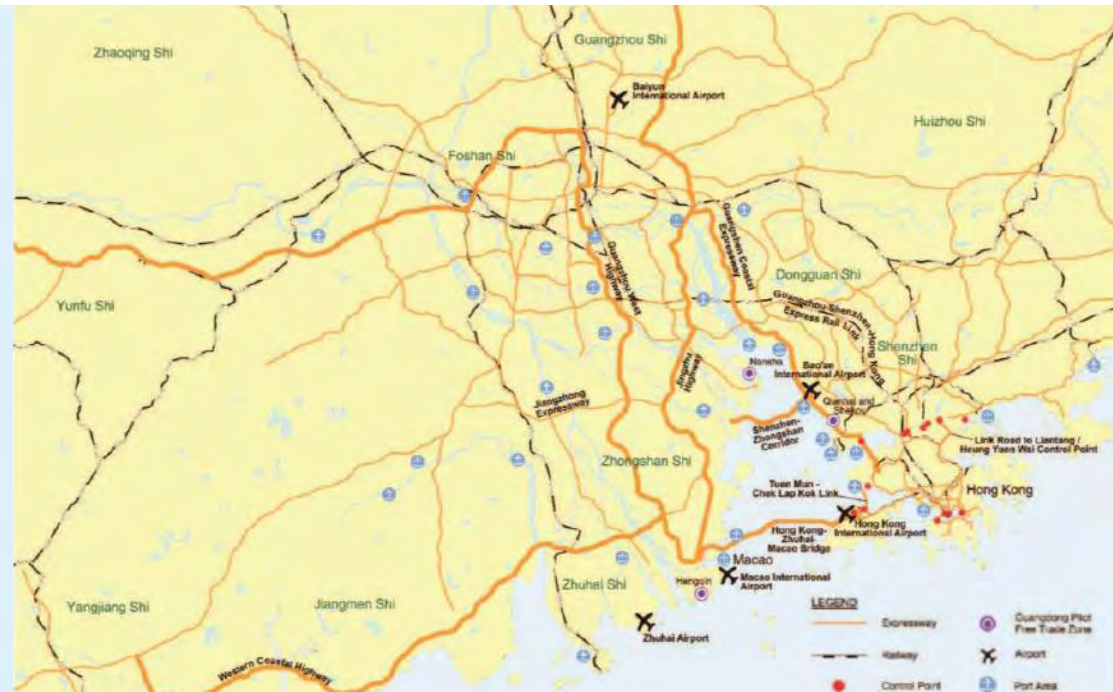 Zhaoqing Shi
Guangzhou Shi
Baiyun
International Airport
Huizhou Shi
Foshan Shi
Guangshen Coastal
Expressway
Guangzhou West
Highway
Dongguan Shi
Guangzhou-Shenzhen-Hong Kong
Express Rail Link
Yunfu Shi
Shenzhen
Shi
Nansha
Bao'an
International Airport
Jingzhu
Highway
Jiangzhong
Expressway
Qianhai and
Shekou
Shenzhen-
Zhongshan
Corridor
Link Road to Liantang /
Heung Yuen Wai Control Point
Zhongshan Shi
Tuen Mun -
Chek Lap Kok Link
Hong Kong
Hong Kong
International Airport
Hong Kong-
Zhuhai-
Macao Bridge
Macao
Macao International
Airport
Hengqin
Zhuhai Shi
Zhuhai Airport
Yangjiang Shi
Jiangmen Shi
Western Coastal Highway
LEGEND
Expressway
Guangdong Pilot
Free Trade Zone
Railway
Airport
Control Point
Port Area